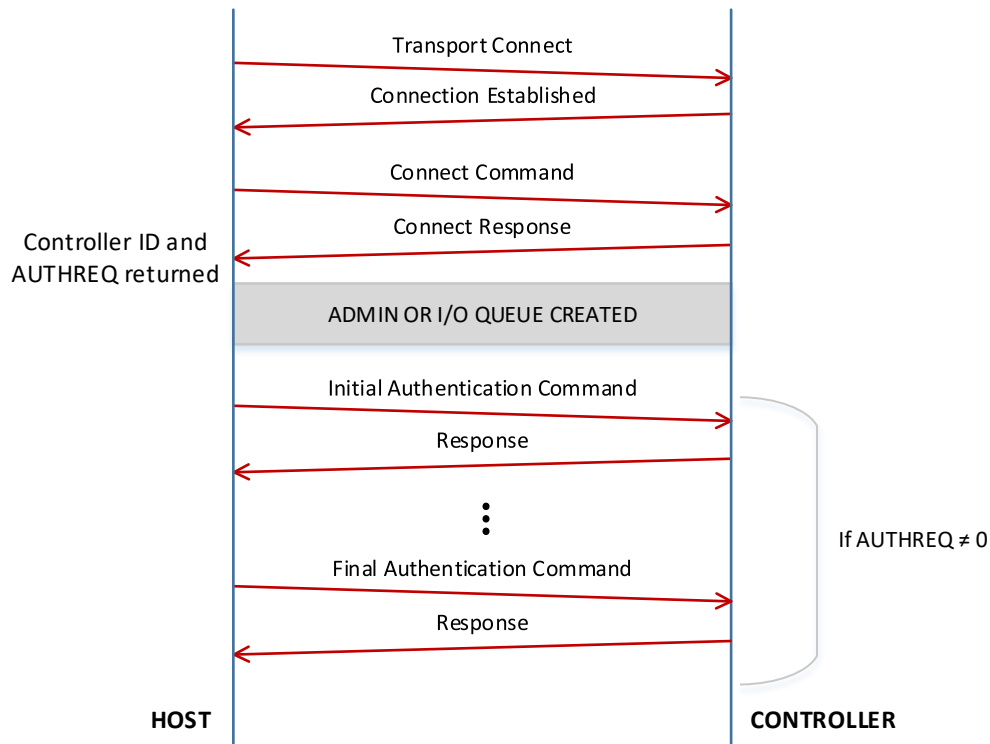 Transport Connect
Connection Established
Connect Command
Connect Response
Controller ID and
AUTHREQ returned
ADMIN OR I/O QUEUE CREATED
Initial Authentication Command
Response
If AUTHREQ ≠ 0
Final Authentication Command
Response
HOST
CONTROLLER